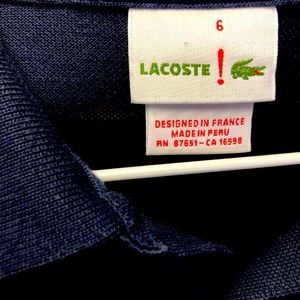 6
LACOSTE !
DESIGNED IN FRANCE
MADE IN PERU
RN 87651-CA 16998